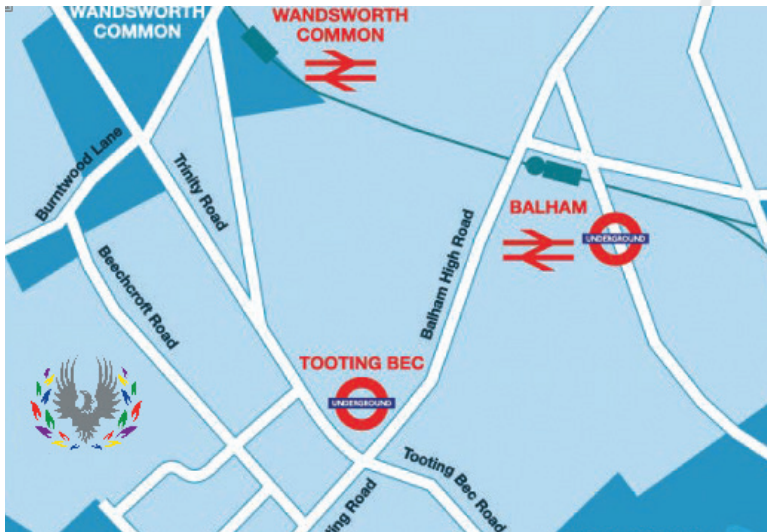 WANDSWORTH
COMMON
WANDSWORTH
COMMON
Burntwood Lane
Trinity Road
Beechcroft Road
Balham High Road
BALHAM
UNDERGROUND
TOOTING BEC
UNDERGROUND
Tooting Bec Road
Road